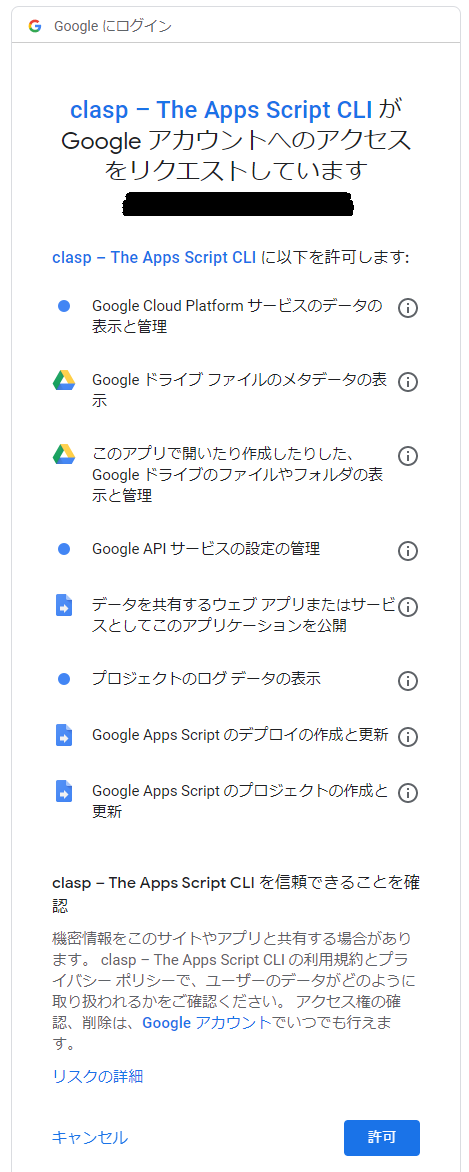 Google にログイン
clasp – The Apps Script CLI が
Google アカウントへのアクセス
をリクエストしています
clasp – The Apps Script CLI に以下を許可します:
Google Cloud Platform サービスのデータの
表示と管理
Google ドライブ ファイルのメタデータの表
示
このアプリで開いたり作成したりした、
Google ドライブのファイルやフォルダの表
示と管理
Google API サービスの設定の管理
データを共有するウェブ アプリまたはサービ
スとしてこのアプリケーションを公開
プロジェクトのログ データの表示
Google Apps Script のデプロイの作成と更新
Google Apps Script のプロジェクトの作成と
更新
clasp – The Apps Script CLI を信頼できることを確
認
機密情報をこのサイトやアプリと共有する場合があり
ます。 clasp – The Apps Script CLI の利用規約とプラ
イバシー ポリシーで、ユーザーのデータがどのように
取り扱われるかをご確認ください。 アクセス権の確
認、削除は、Google アカウントでいつでも行えま
す。
リスクの詳細
キャンセル
許可